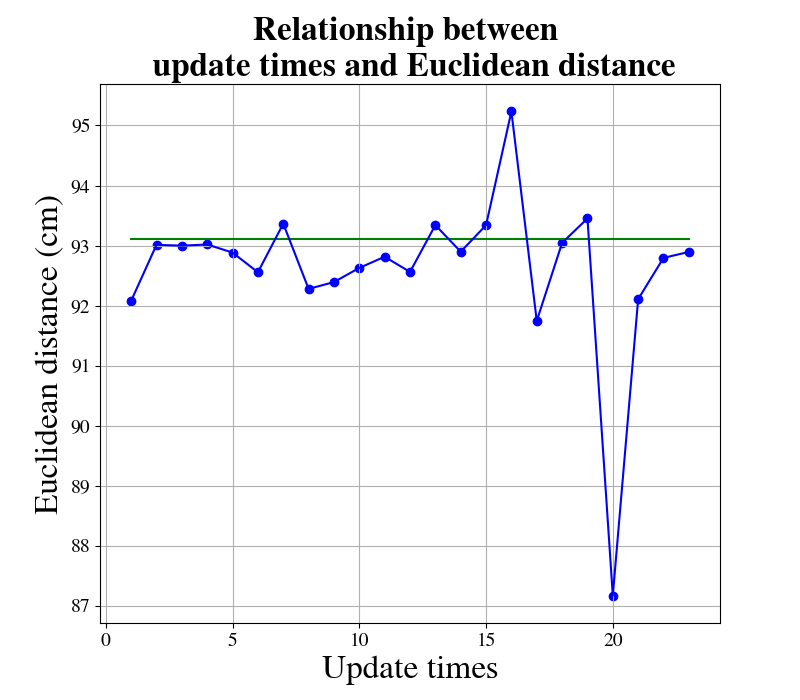 Relationship between
update times and Euclidean distance
95
94
93
92
91
90
89
88
87
Euclidean distance (cm)
0 5 10 15 20
Update times